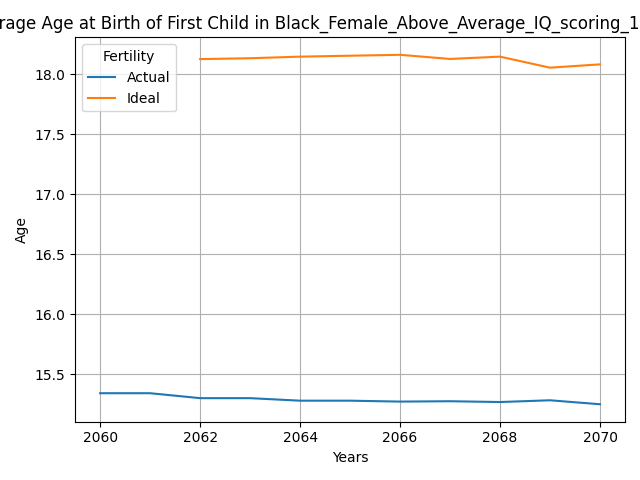 rage Age at Birth of First Child in Black_Female_Above_Average_IQ_scoring_1
Fertility
Actual
Ideal
18.0
17.5
17.0
16.5
16.0
15.5
Age
2060 2062 2064 2066 2068 2070
Years